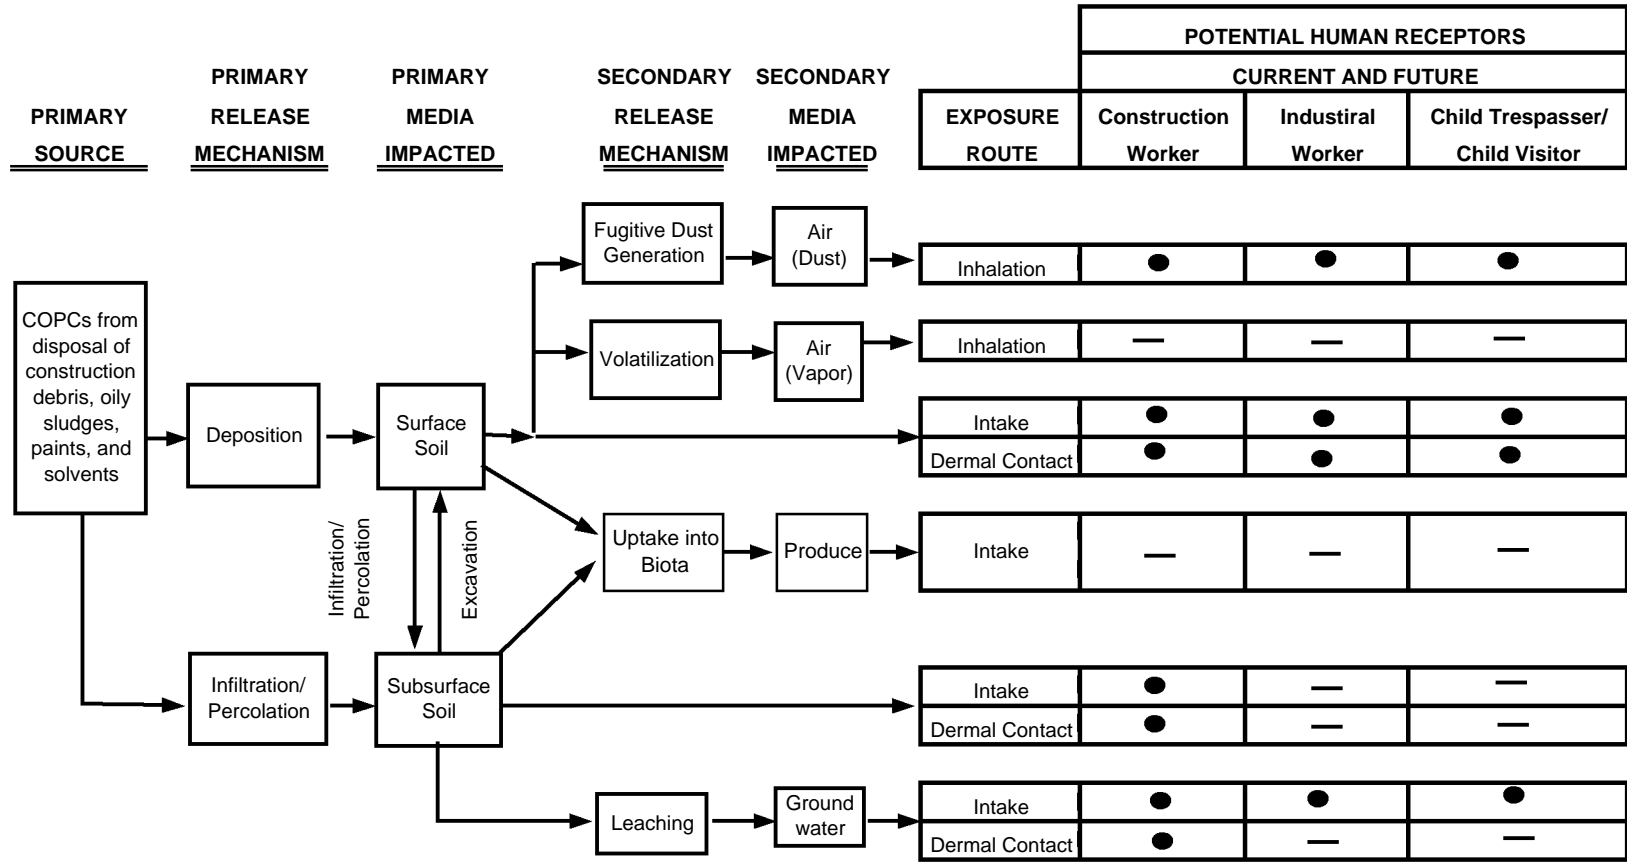 POTENTIAL HUMAN RECEPTORS
CURRENT AND FUTURE
PRIMARY
SOURCE
PRIMARY
RELEASE
MECHANISM
PRIMARY
MEDIA
IMPACTED
SECONDARY
RELEASE
MECHANISM
SECONDARY
MEDIA
IMPACTED
EXPOSURE
ROUTE
Construction
Worker
Industiral
Worker
Child Trespasser/
Child Visitor
Fugitive Dust
Generation
Air
(Dust)
Inhalation
COPCs from
disposal of
construction
debris, oily
sludges,
paints, and
solvents
Volatilization
Air
(Vapor)
Inhalation
— — —
Deposition
Surface
Soil
Intake
Dermal Contact
Infiltration/
Percolation
Excavation
Uptake into
Biota
Produce
Intake
— — —
Infiltration/
Percolation
Subsurface
Soil
Intake
— —
Dermal Contact
— —
Leaching
Ground
water
Intake
Dermal Contact
— —